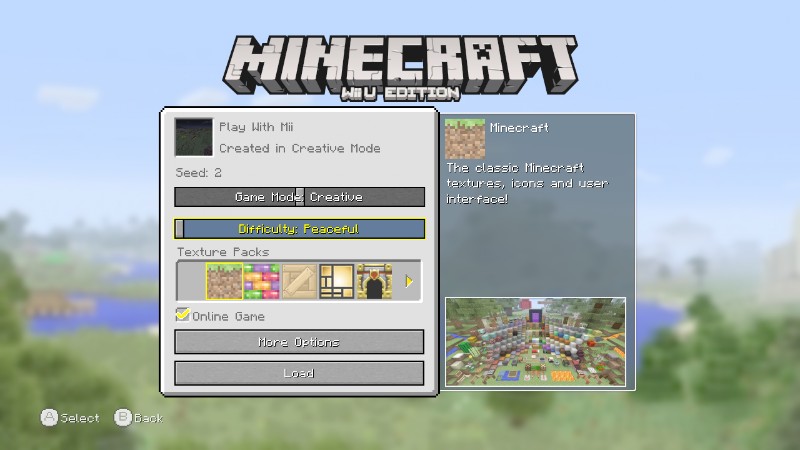 MINECRAFT
Wii U EDITION
Play With Mii
Created in Creative Mode
Seed: 2
Game Mode: Creative
Difficulty: Peaceful
Texture Packs
Online Game
More Options
Load
Minecraft
The classic Minecraft
textures, icons and user
interface!
A Select B Back